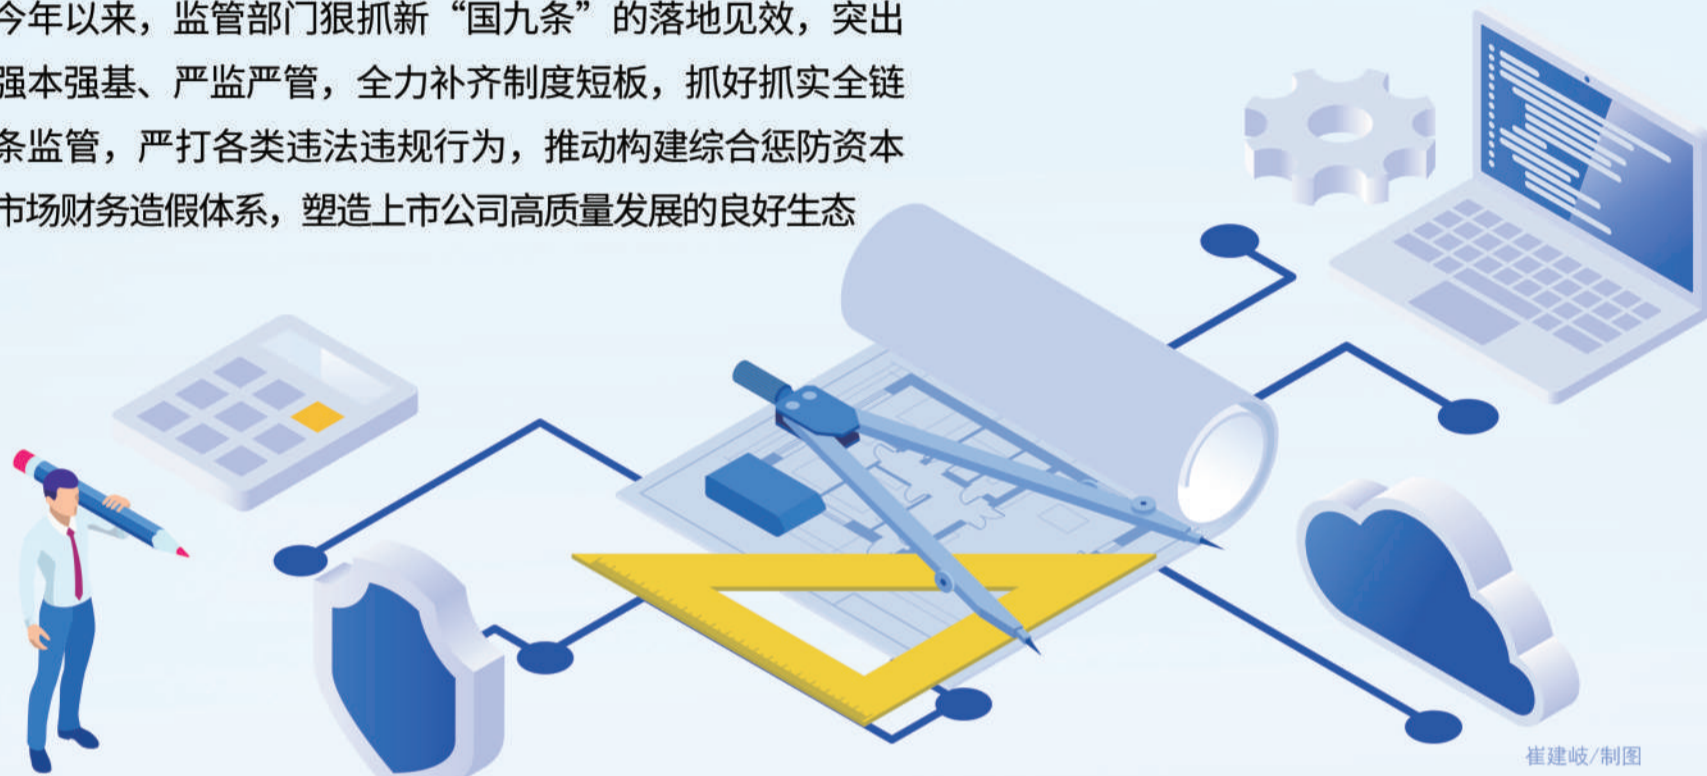 今年以来，监管部门狠抓新“国九条”的落地见效，突出
强本强基、严监严管，全力补齐制度短板，抓好抓实全链
条监管，严打各类违法违规行为，推动构建综合惩防资本
市场财务造假体系，塑造上市公司高质量发展的良好生态
崔建岐/制图